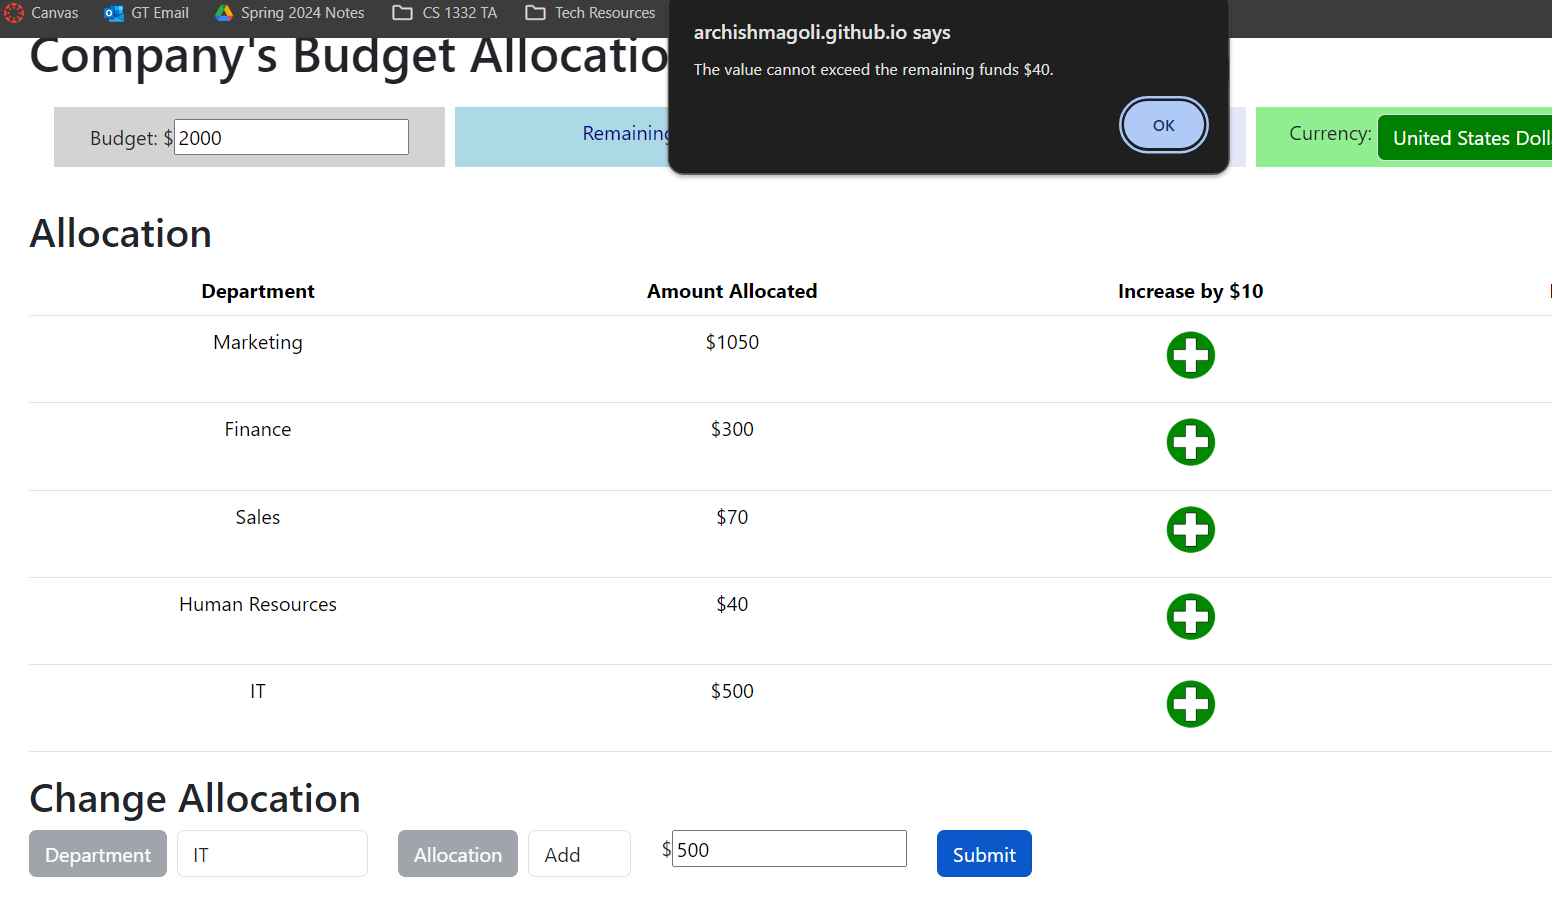 Canvas GT Email Spring 2024 Notes CS 1332 TA Tech Resources
archishmagoli.github.io says
The value cannot exceed the remaining funds $40.
OK
Company's Budget Allocatio
Budget: $ 2000
Remaining
Currency: United States Doll
Allocation
Department Amount Allocated Increase by $10
Marketing $1050
Finance $300
Sales $70
Human Resources $40
IT $500
Change Allocation
Department IT Allocation Add $ 500 Submit